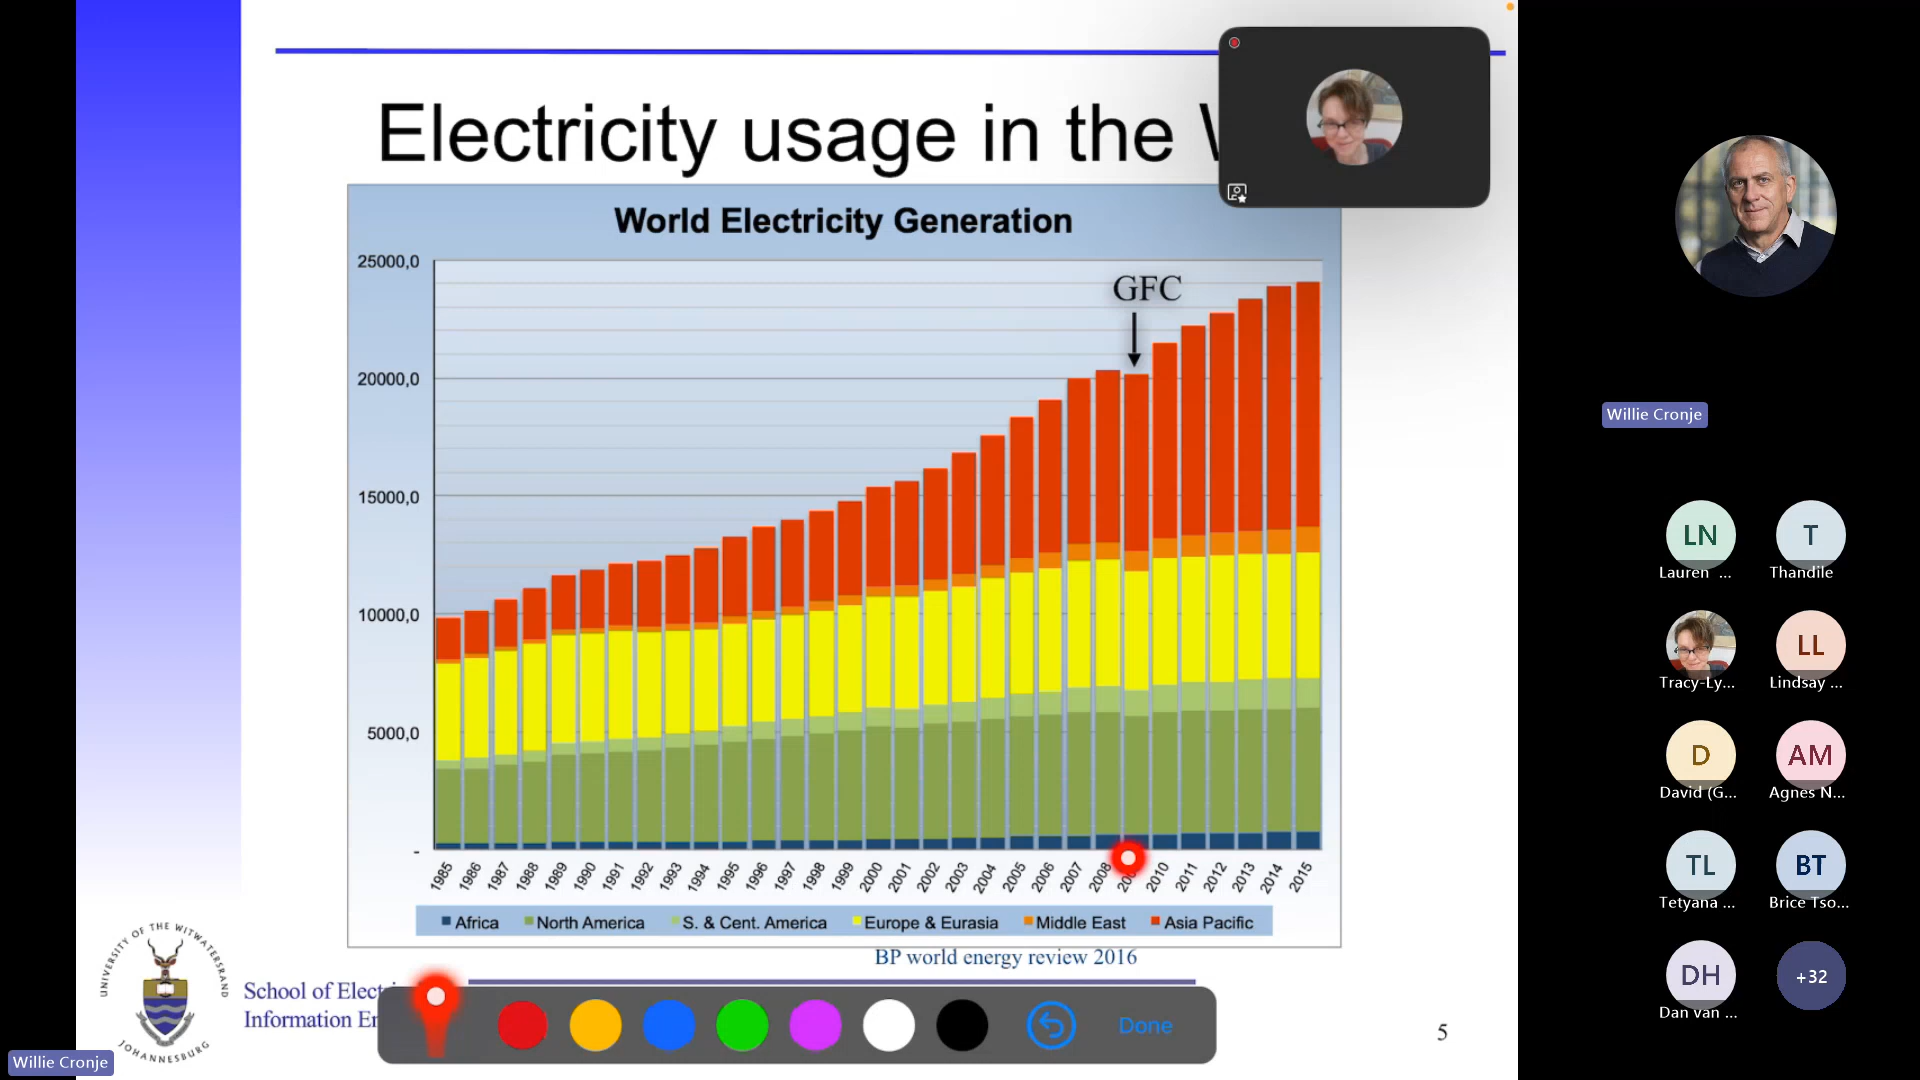 Electricity usage in the
World Electricity Generation
25000,0
20000,0
15000,0
10000,0
5000,0
-
GFC
1985 1986 1987 1988 1989 1990 1991 1992 1993 1994 1995 1996 1997 1998 1999 2000 2001 2002 2003 2004 2005 2006 2007 2008 2010 2011 2012 2013 2014 2015
Africa North America S. & Cent. America Europe & Eurasia Middle East Asia Pacific
BP world energy review 2016
UNIVERSITY OF THE WITWATERSRAND
JOHANNESBURG
School of Elect
Information
Done
5
Willie Cronje
Willie Cronje
LN T
Lauren ... Thandile
LL
Tracy-Ly... Lindsay ...
D AM
David (G... Agnes N...
TL BT
Tetyana ... Brice Tso...
DH +32
Dan van ...